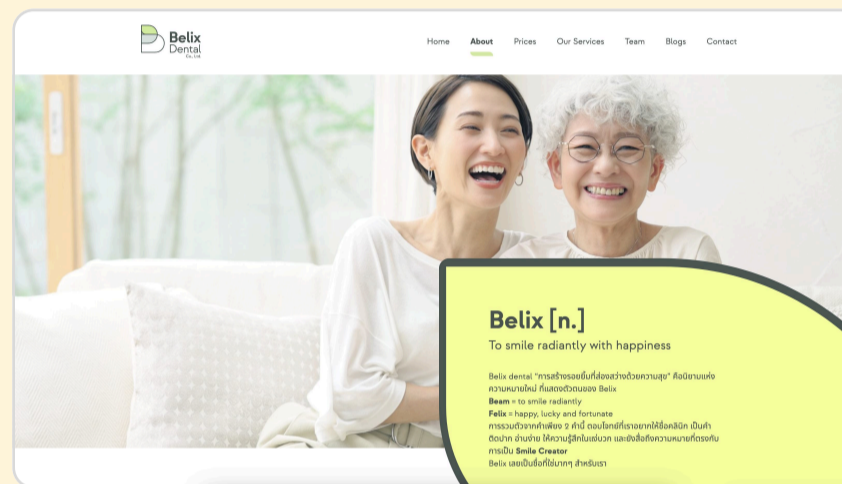 Belix
Dental
Co., Ltd.
Home About Prices Our Services Team Blogs Contact
Belix [n.]
To smile radiantly with happiness
Belix dental “การสร้างรอยยิ้มที่ส่องสว่างด้วยความสุข” คือนิยามแห่ง
ความหมายใหม่ ที่แสดงตัวตนของ Belix
Beam = to smile radiantly
Felix = happy, lucky and fortunate
การรวมตัวจากคำเพียง 2 คำนี้ ตอบโจทย์ที่เราอยากให้ชื่อคลินิก เป็นคำ
ติดปาก อ่านง่าย ให้ความรู้สึกในแง่บวก และยังสื่อถึงความหมายที่ตรงกับ
การเป็น Smile Creator
Belix เลยเป็นชื่อที่ใช่มากๆ สำหรับเรา